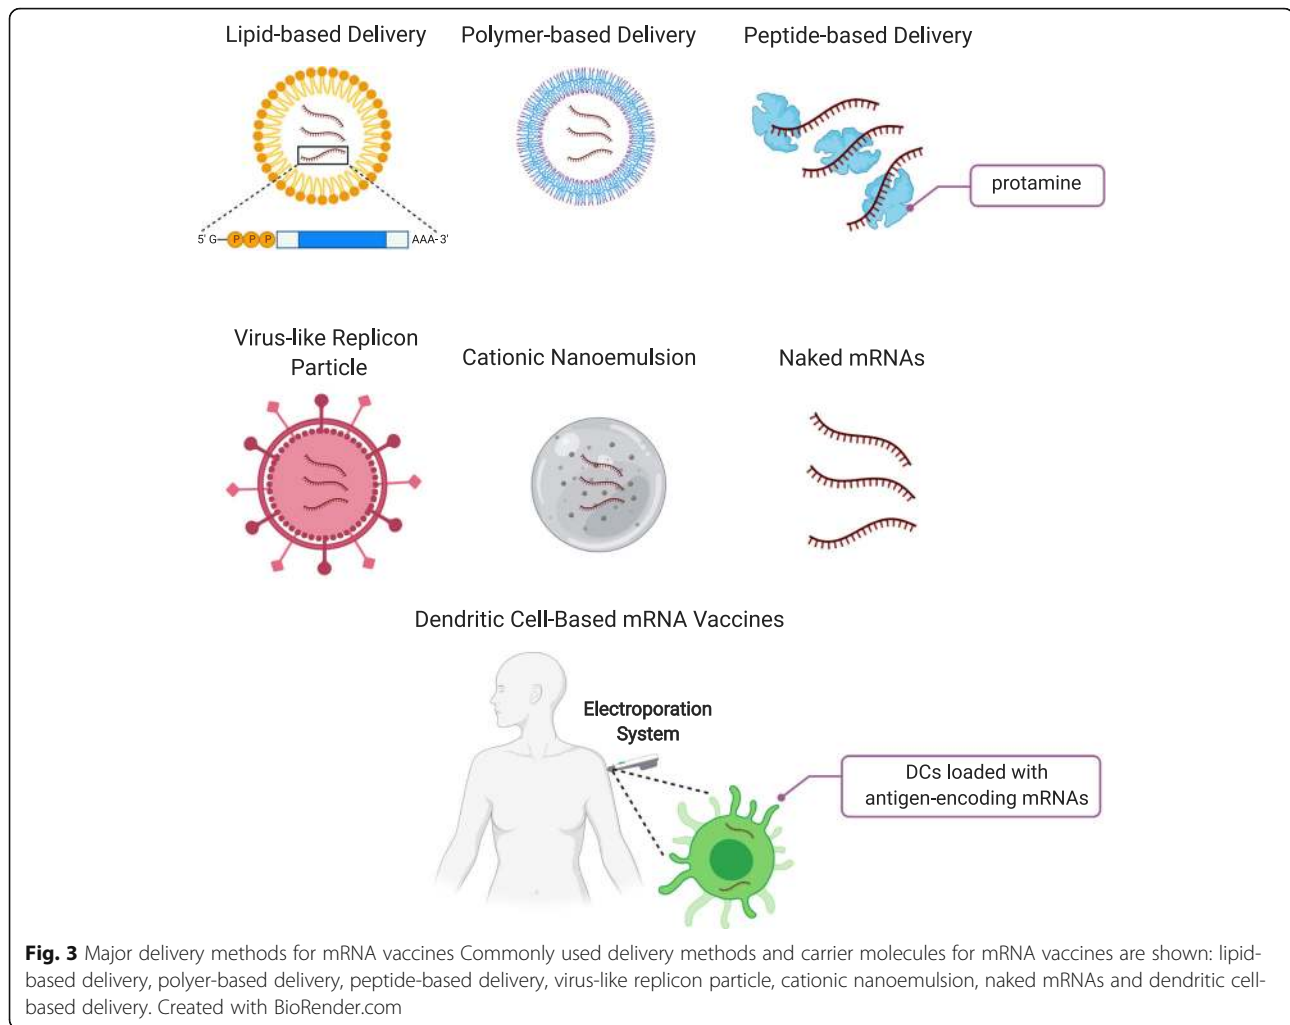 Lipid-based Delivery
Polymer-based Delivery
Peptide-based Delivery
protamine
5' G
P P P
AAA- 3'
Virus-like Replicon
Particle
Cationic Nanoemulsion
Naked mRNAs
Dendritic Cell-Based mRNA Vaccines
Electroporation
System
DCs loaded with
antigen-encoding mRNAs
Fig. 3 Major delivery methods for mRNA vaccines Commonly used delivery methods and carrier molecules for mRNA vaccines are shown: lipid-
based delivery, polyer-based delivery, peptide-based delivery, virus-like replicon particle, cationic nanoemulsion, naked mRNAs and dendritic cell-
based delivery. Created with BioRender.com